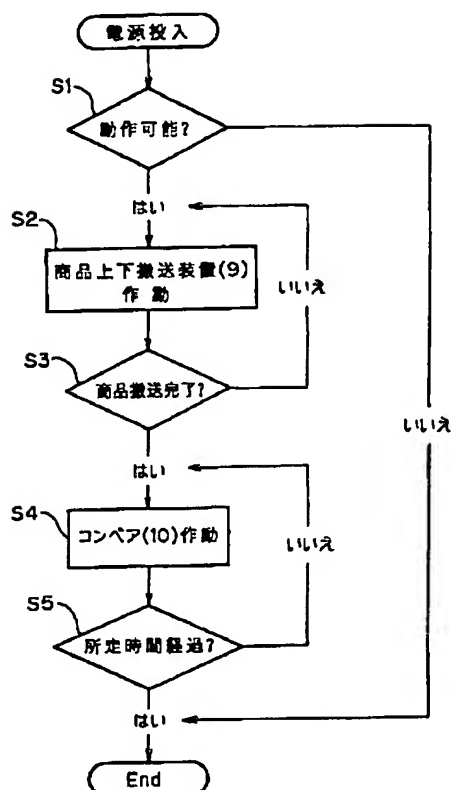 電源投入
S1
動作可能?
はい
S2
商品上下搬送装置(9)
作動
いいえ
S3
商品搬送完了?
いいえ
はい
S4
コンベア(10)作動
いいえ
S5
所定時間経過?
はい
End